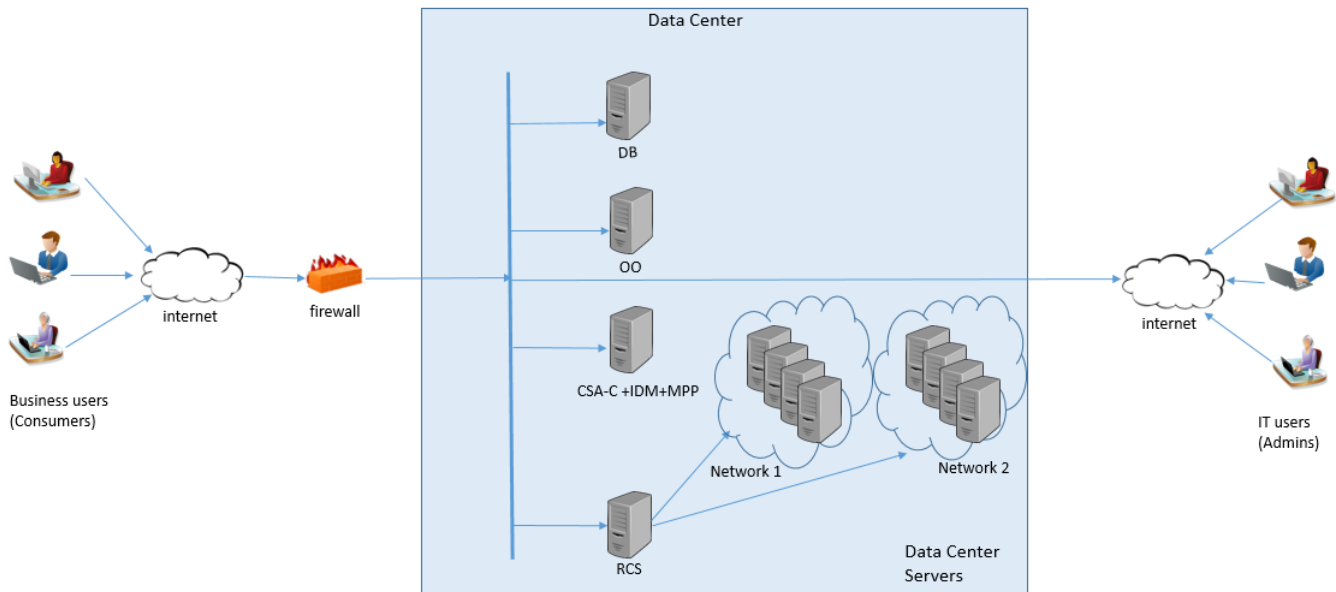 Data Center
DB
OO
internet
firewall
internet
CSA-C +IDM+MPP
Business users
(Consumers)
IT users
(Admins)
Network 1
Network 2
RCS
Data Center
Servers